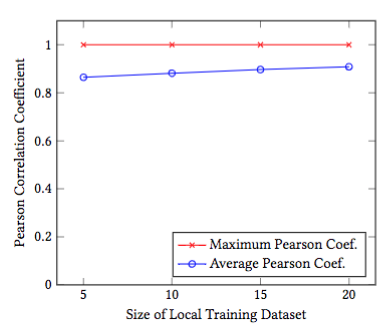 1
0.8
0.6
0.4
0.2
0
Pearson Correlation Coefficient
Maximum Pearson Coef.
Average Pearson Coef.
5 10 15 20
Size of Local Training Dataset